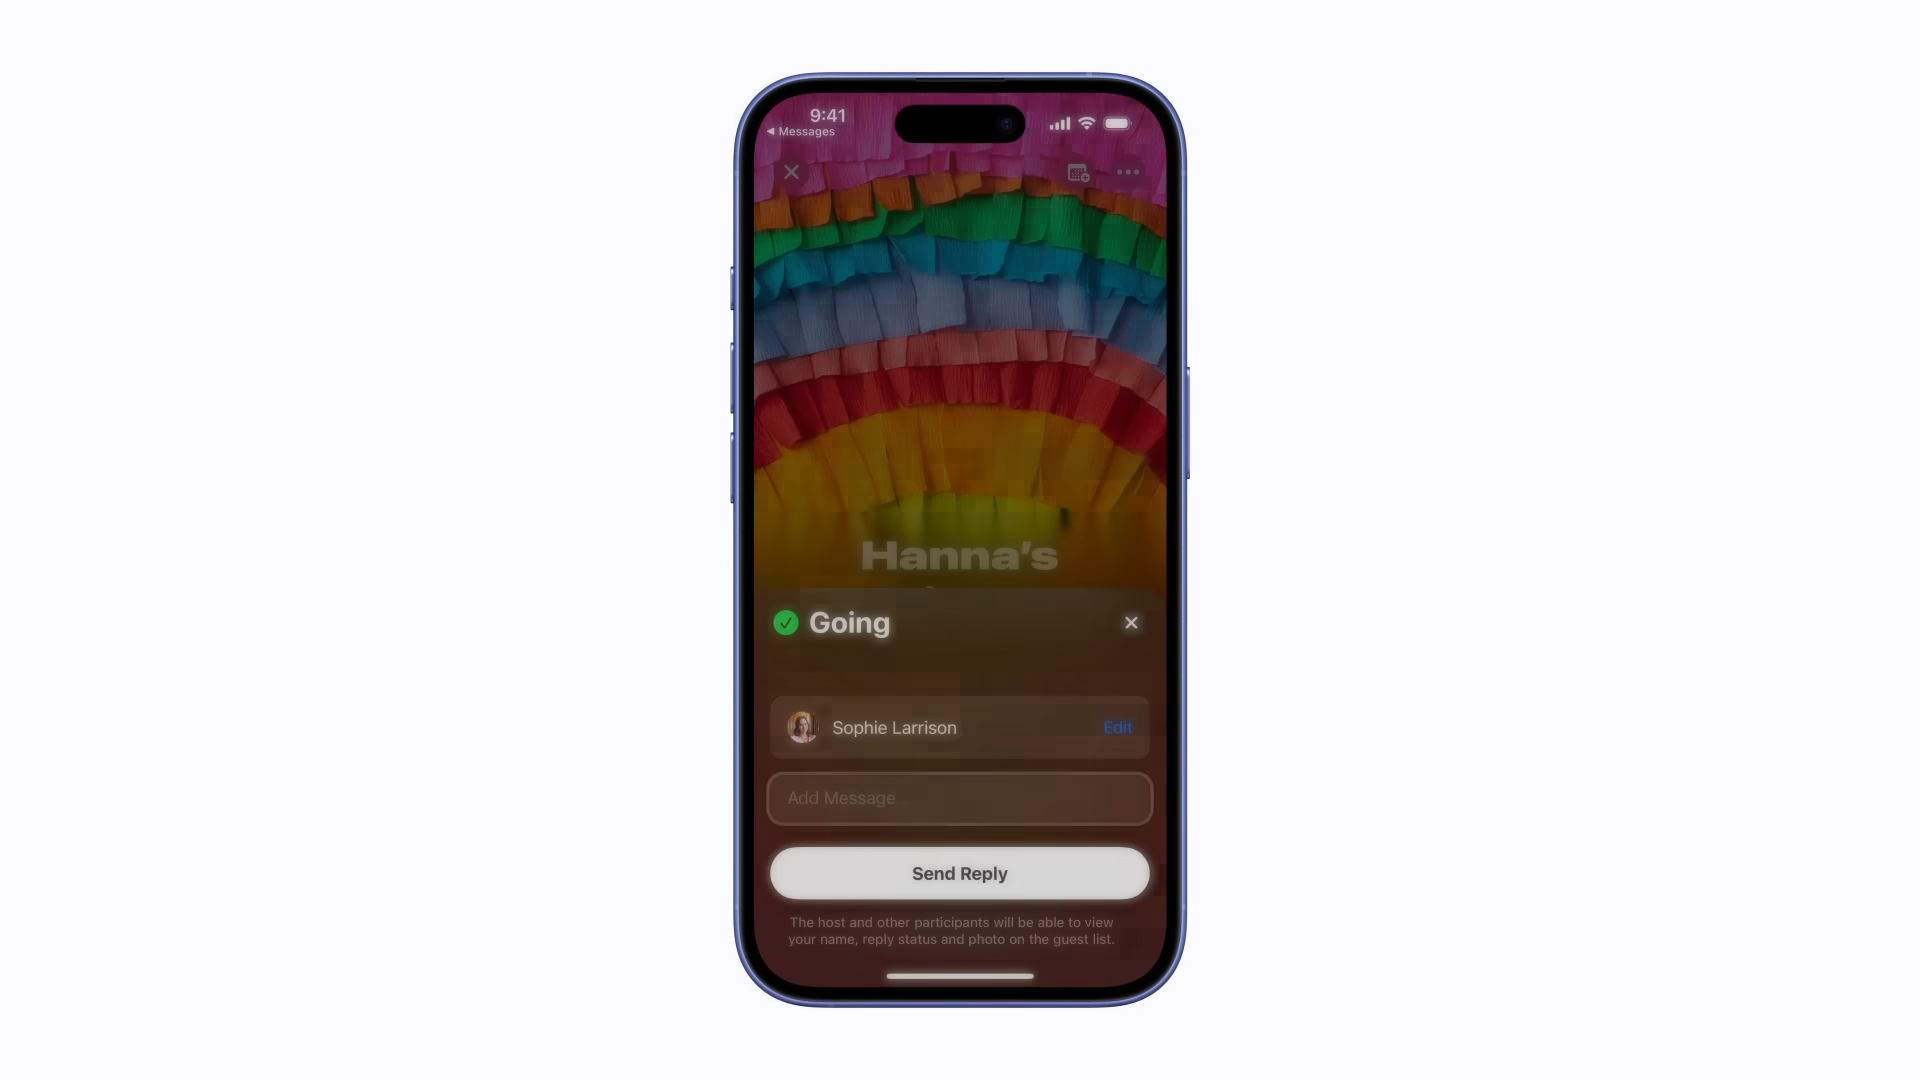 9:41
Messages
Hanna’s
Going
Sophie Larrison
Edit
Add Message...
Send Reply
The host and other participants will be able to view
your name, reply status and photo on the guest list.